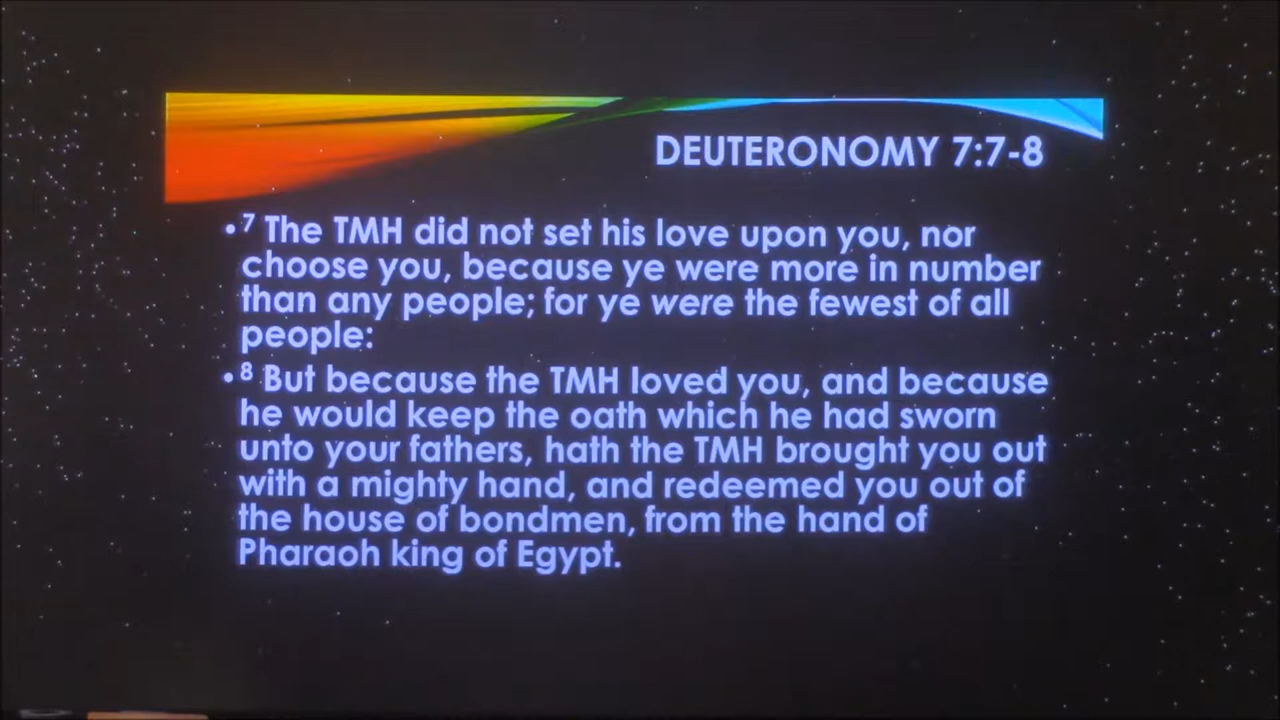 DEUTERONOMY 7:7-8
•⁷ The TMH did not set his love upon you, nor
choose you, because ye were more in number
than any people; for ye were the fewest of all
people:
•⁸ But because the TMH loved you, and because
he would keep the oath which he had sworn
unto your fathers, hath the TMH brought you out
with a mighty hand, and redeemed you out of
the house of bondmen, from the hand of
Pharaoh king of Egypt.